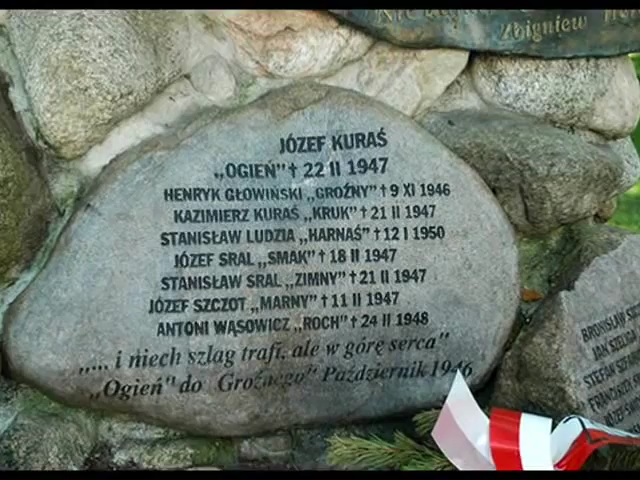 Zbigniew
JÓZEF KURAŚ
„OGIEŃ” † 22 II 1947
HENRYK GŁOWIŃSKI „GROŹNY” † 9 XI 1946
KAZIMIERZ KURAŚ „KRUK” † 21 II 1947
STANISŁAW LUDZIA „HARNAŚ” † 12 I 1950
JÓZEF SRAL „SMAK” † 18 II 1947
STANISŁAW SRAL „ZIMNY” † 21 II 1947
JÓZEF SZCZOT „MARNY” † 11 II 1947
ANTONI WĄSOWICZ „ROCH” † 24 II 1948
„... i niech szlag trafi, ale w górę serca”
„Ogień” do Groźnego” Październik 1946
BRONISŁAW
JAN
STEFAN
FRANCISZEK